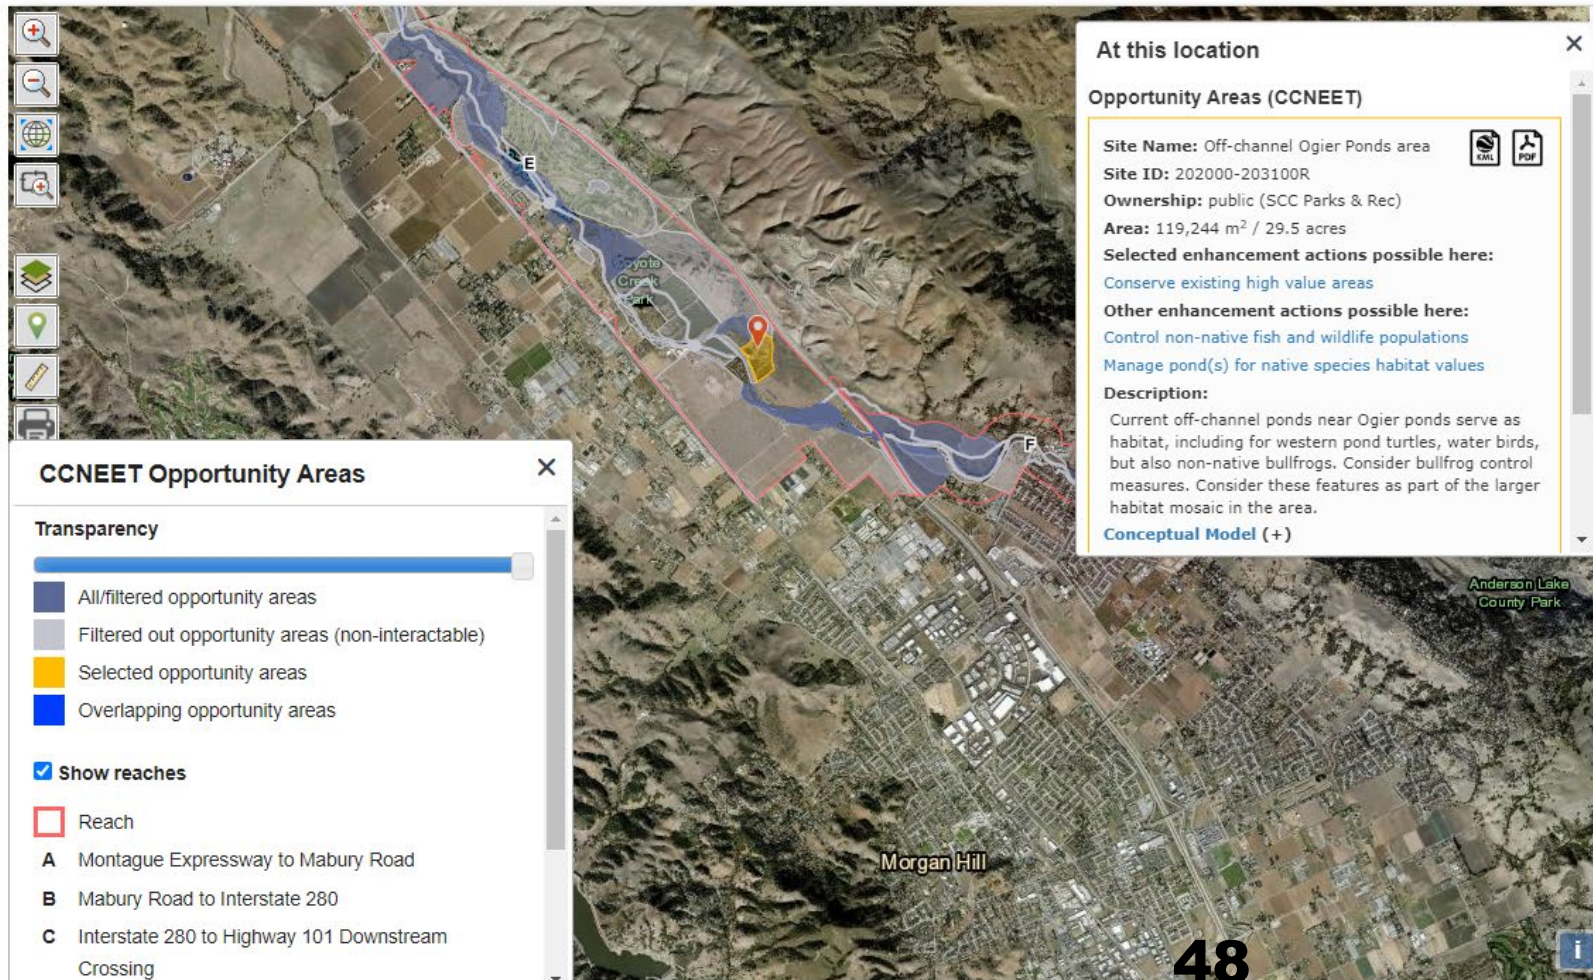 E
Coyote
Creek
Park
F
At this location
Opportunity Areas (CCNEET)
Site Name: Off-channel Ogier Ponds area
KML
PDF
Site ID: 202000-203100R
Ownership: public (SCC Parks & Rec)
Area: 119,244 m² / 29.5 acres
Selected enhancement actions possible here:
Conserve existing high value areas
Other enhancement actions possible here:
Control non-native fish and wildlife populations
Manage pond(s) for native species habitat values
Description:
Current off-channel ponds near Ogier ponds serve as
habitat, including for western pond turtles, water birds,
but also non-native bullfrogs. Consider bullfrog control
measures. Consider these features as part of the larger
habitat mosaic in the area.
Conceptual Model (+)
Anderson Lake
County Park
CCNEET Opportunity Areas
Transparency
All/filtered opportunity areas
Filtered out opportunity areas (non-interactable)
Selected opportunity areas
Overlapping opportunity areas
Show reaches
Reach
A Montague Expressway to Mabury Road
B Mabury Road to Interstate 280
C Interstate 280 to Highway 101 Downstream
Crossing
Morgan Hill
48
i